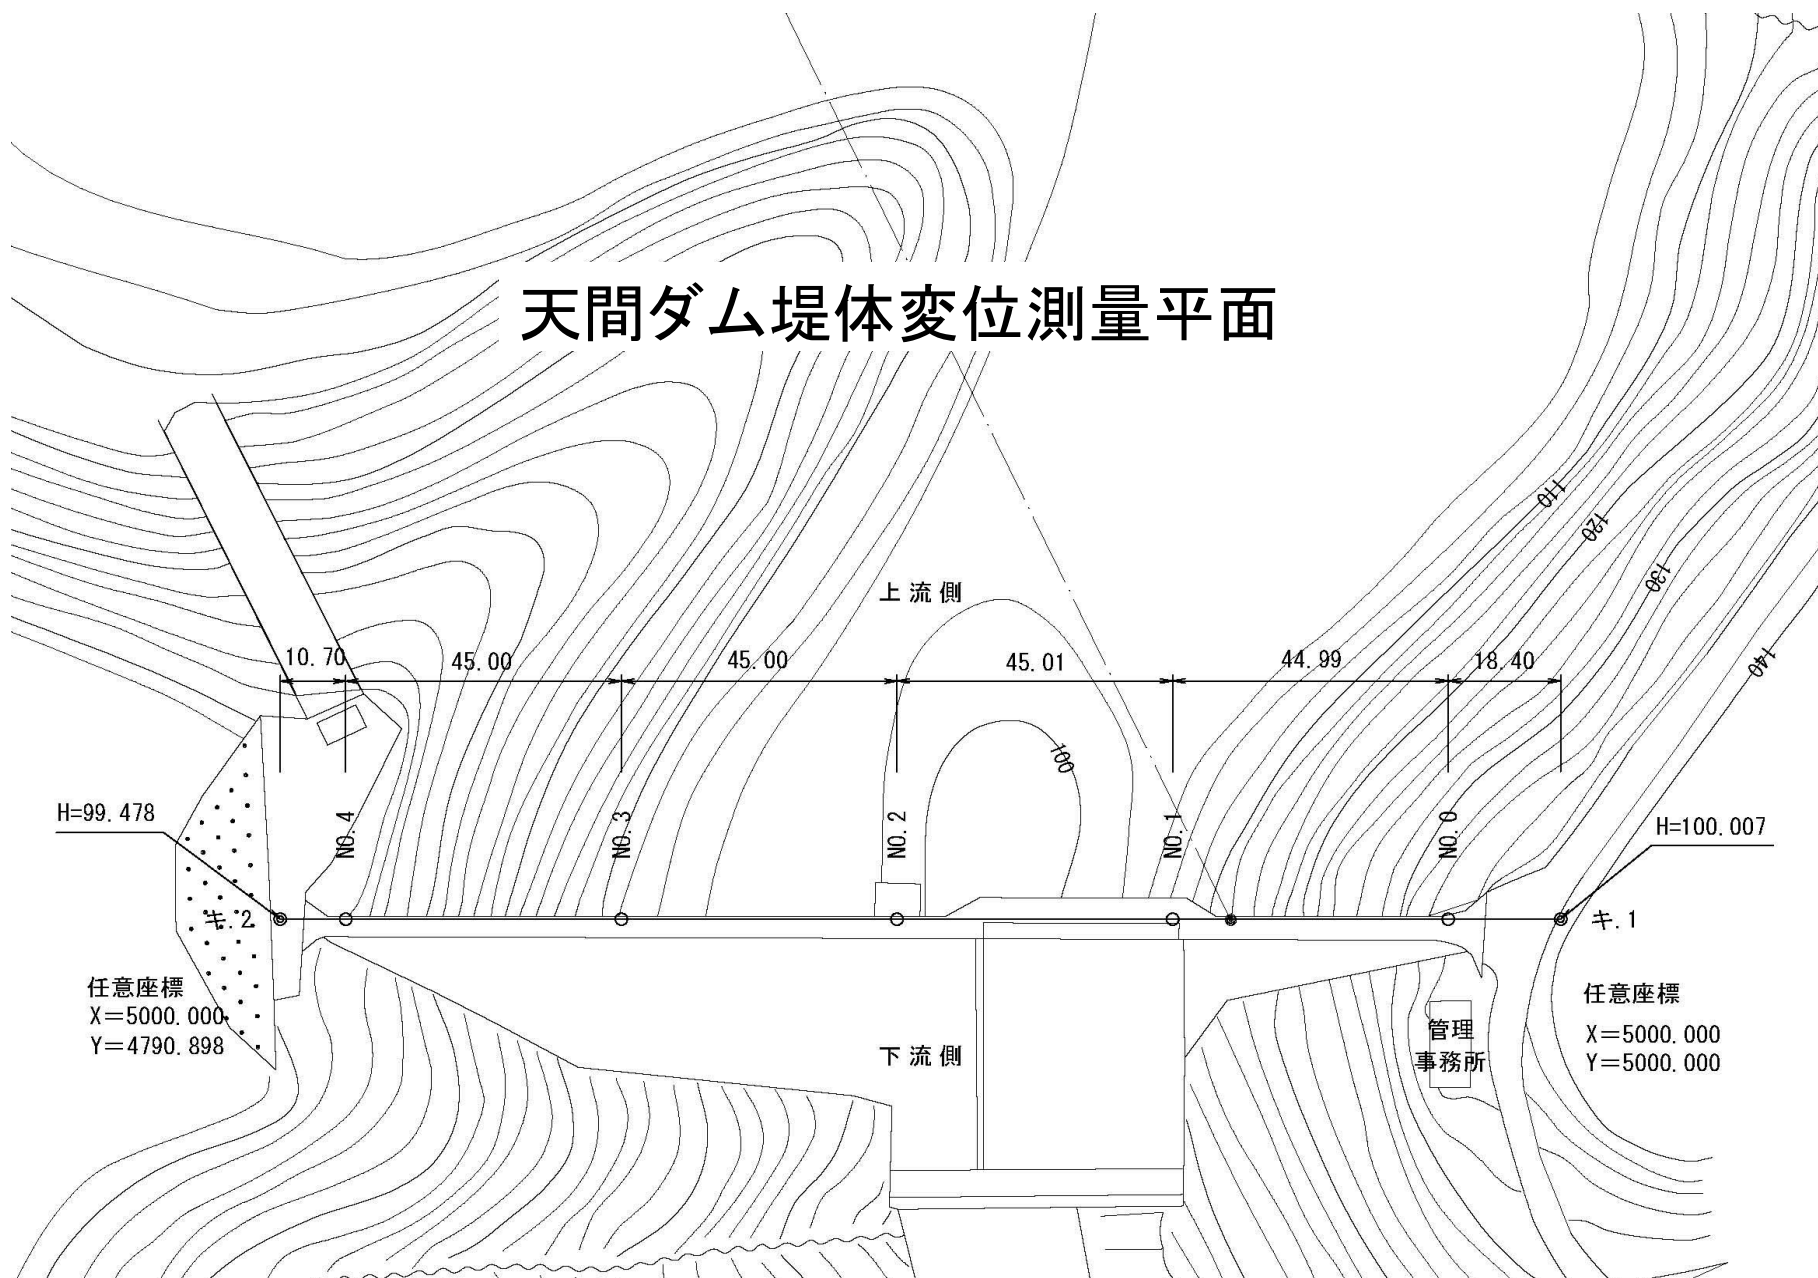 天間ダム堤体変位測量平面
110
120
130
140
上流側
10.70
45.00
45.00
45.01
44.99
18.40
100
H=99.478
NO.4
NO.3
NO.2
NO.1
NO.0
H=100.007
キ.2
キ.1
任意座標
X=5000.000
Y=4790.898
下流側
管理
事務所
任意座標
X=5000.000
Y=5000.000